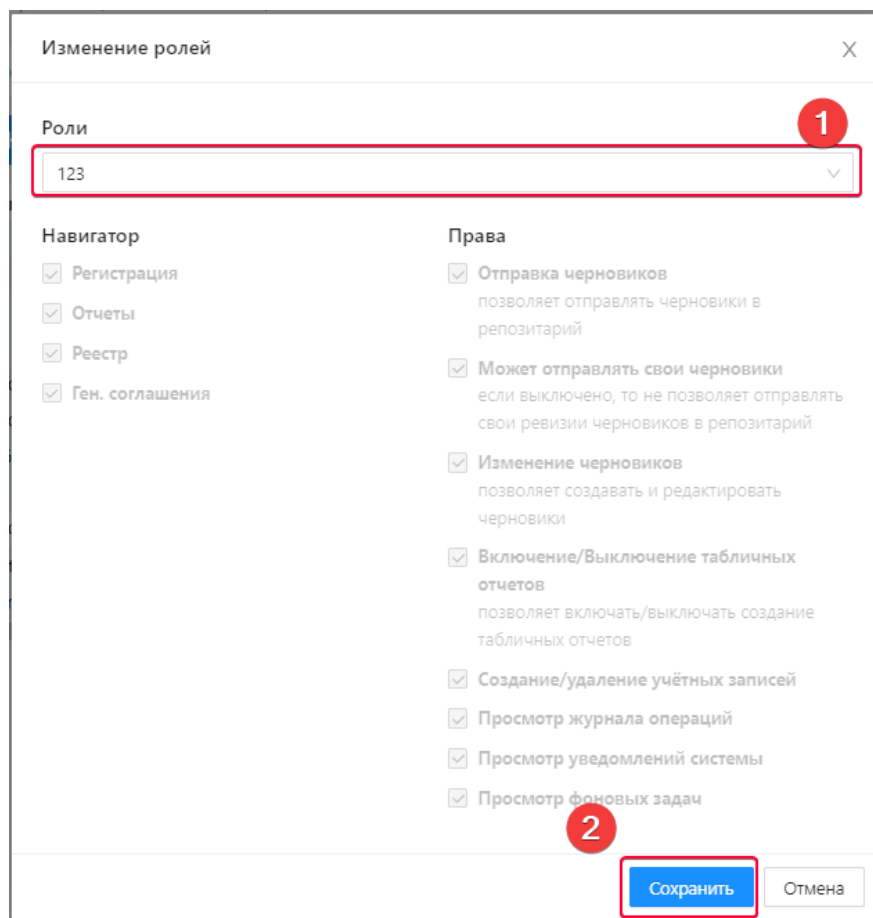 Изменение ролей
Роли
1
123
Навигатор
Регистрация
Отчеты
Реестр
Ген. соглашения
Права
Отправка черновиков
позволяет отправлять черновики в
репозитарий
Может отправлять свои черновики
если выключено, то не позволяет отправлять
свои ревизии черновиков в репозитарий
Изменение черновиков
позволяет создавать и редактировать
черновики
Включение/Выключение табличных
отчетов
позволяет включать/выключать создание
табличных отчетов
Создание/удаление учётных записей
Просмотр журнала операций
Просмотр уведомлений системы
Просмотр фоновых задач
2
Сохранить
Отмена